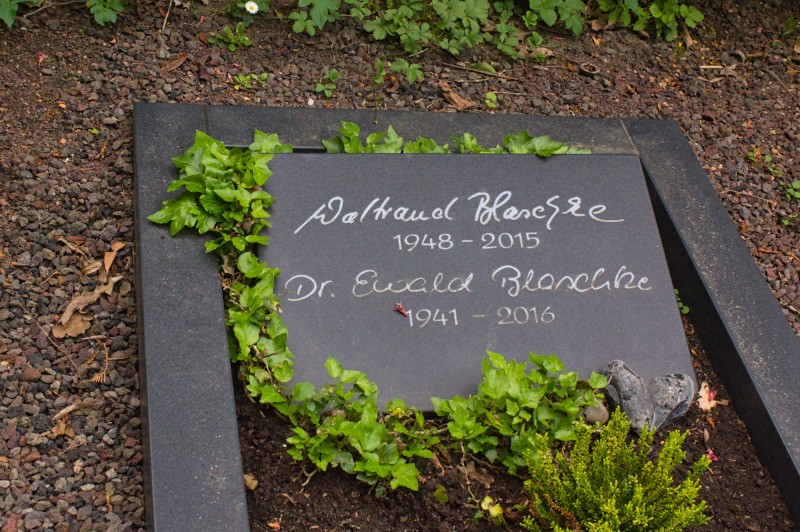 Waltraud Blaschke
1948 - 2015
Dr. Ewald Blaschke
1941 - 2016